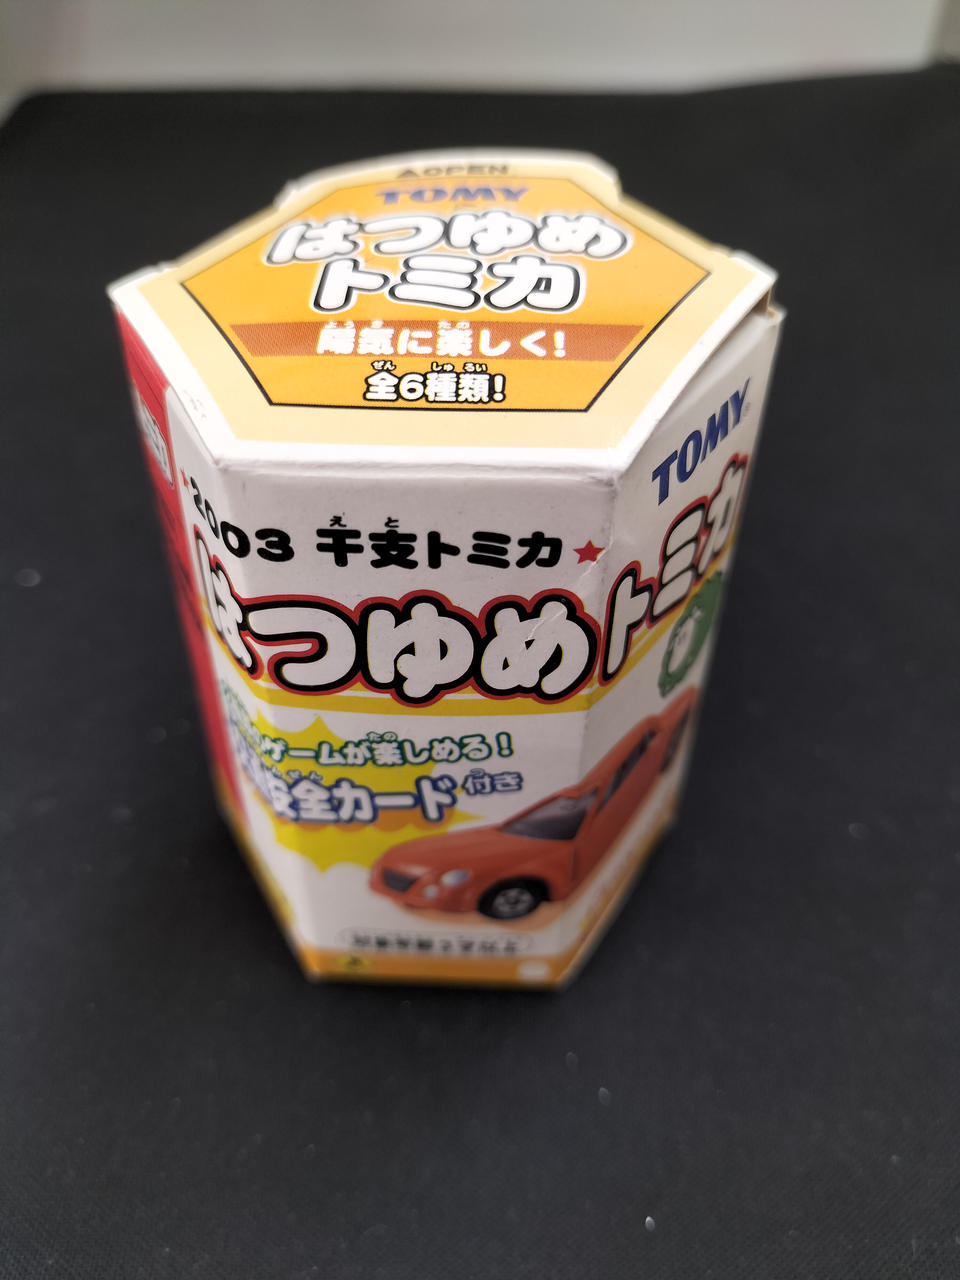 ▲OPEN
TOMY
はつゆめ
トミカ
陽気に楽しく!
全6種類!
TOMY
2003 干支トミカ★
はつゆめトミカ
ゲームが楽しめる!
安全カード付き